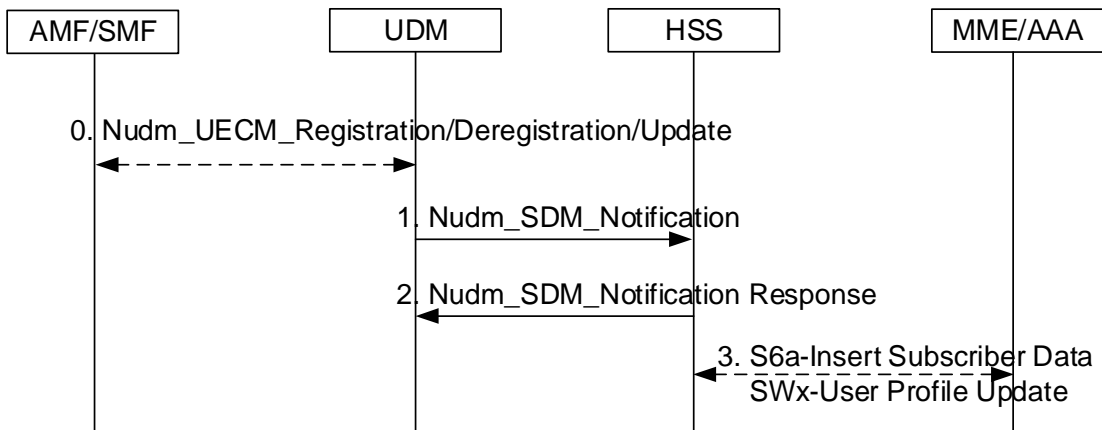 AMF/SMF
UDM
HSS
MME/AAA
0. Nudm_UECM_Registration/Deregistration/Update
1. Nudm_SDM_Notification
2. Nudm_SDM_Notification Response
3. S6a-Insert Subscriber Data
SWx-User Profile Update